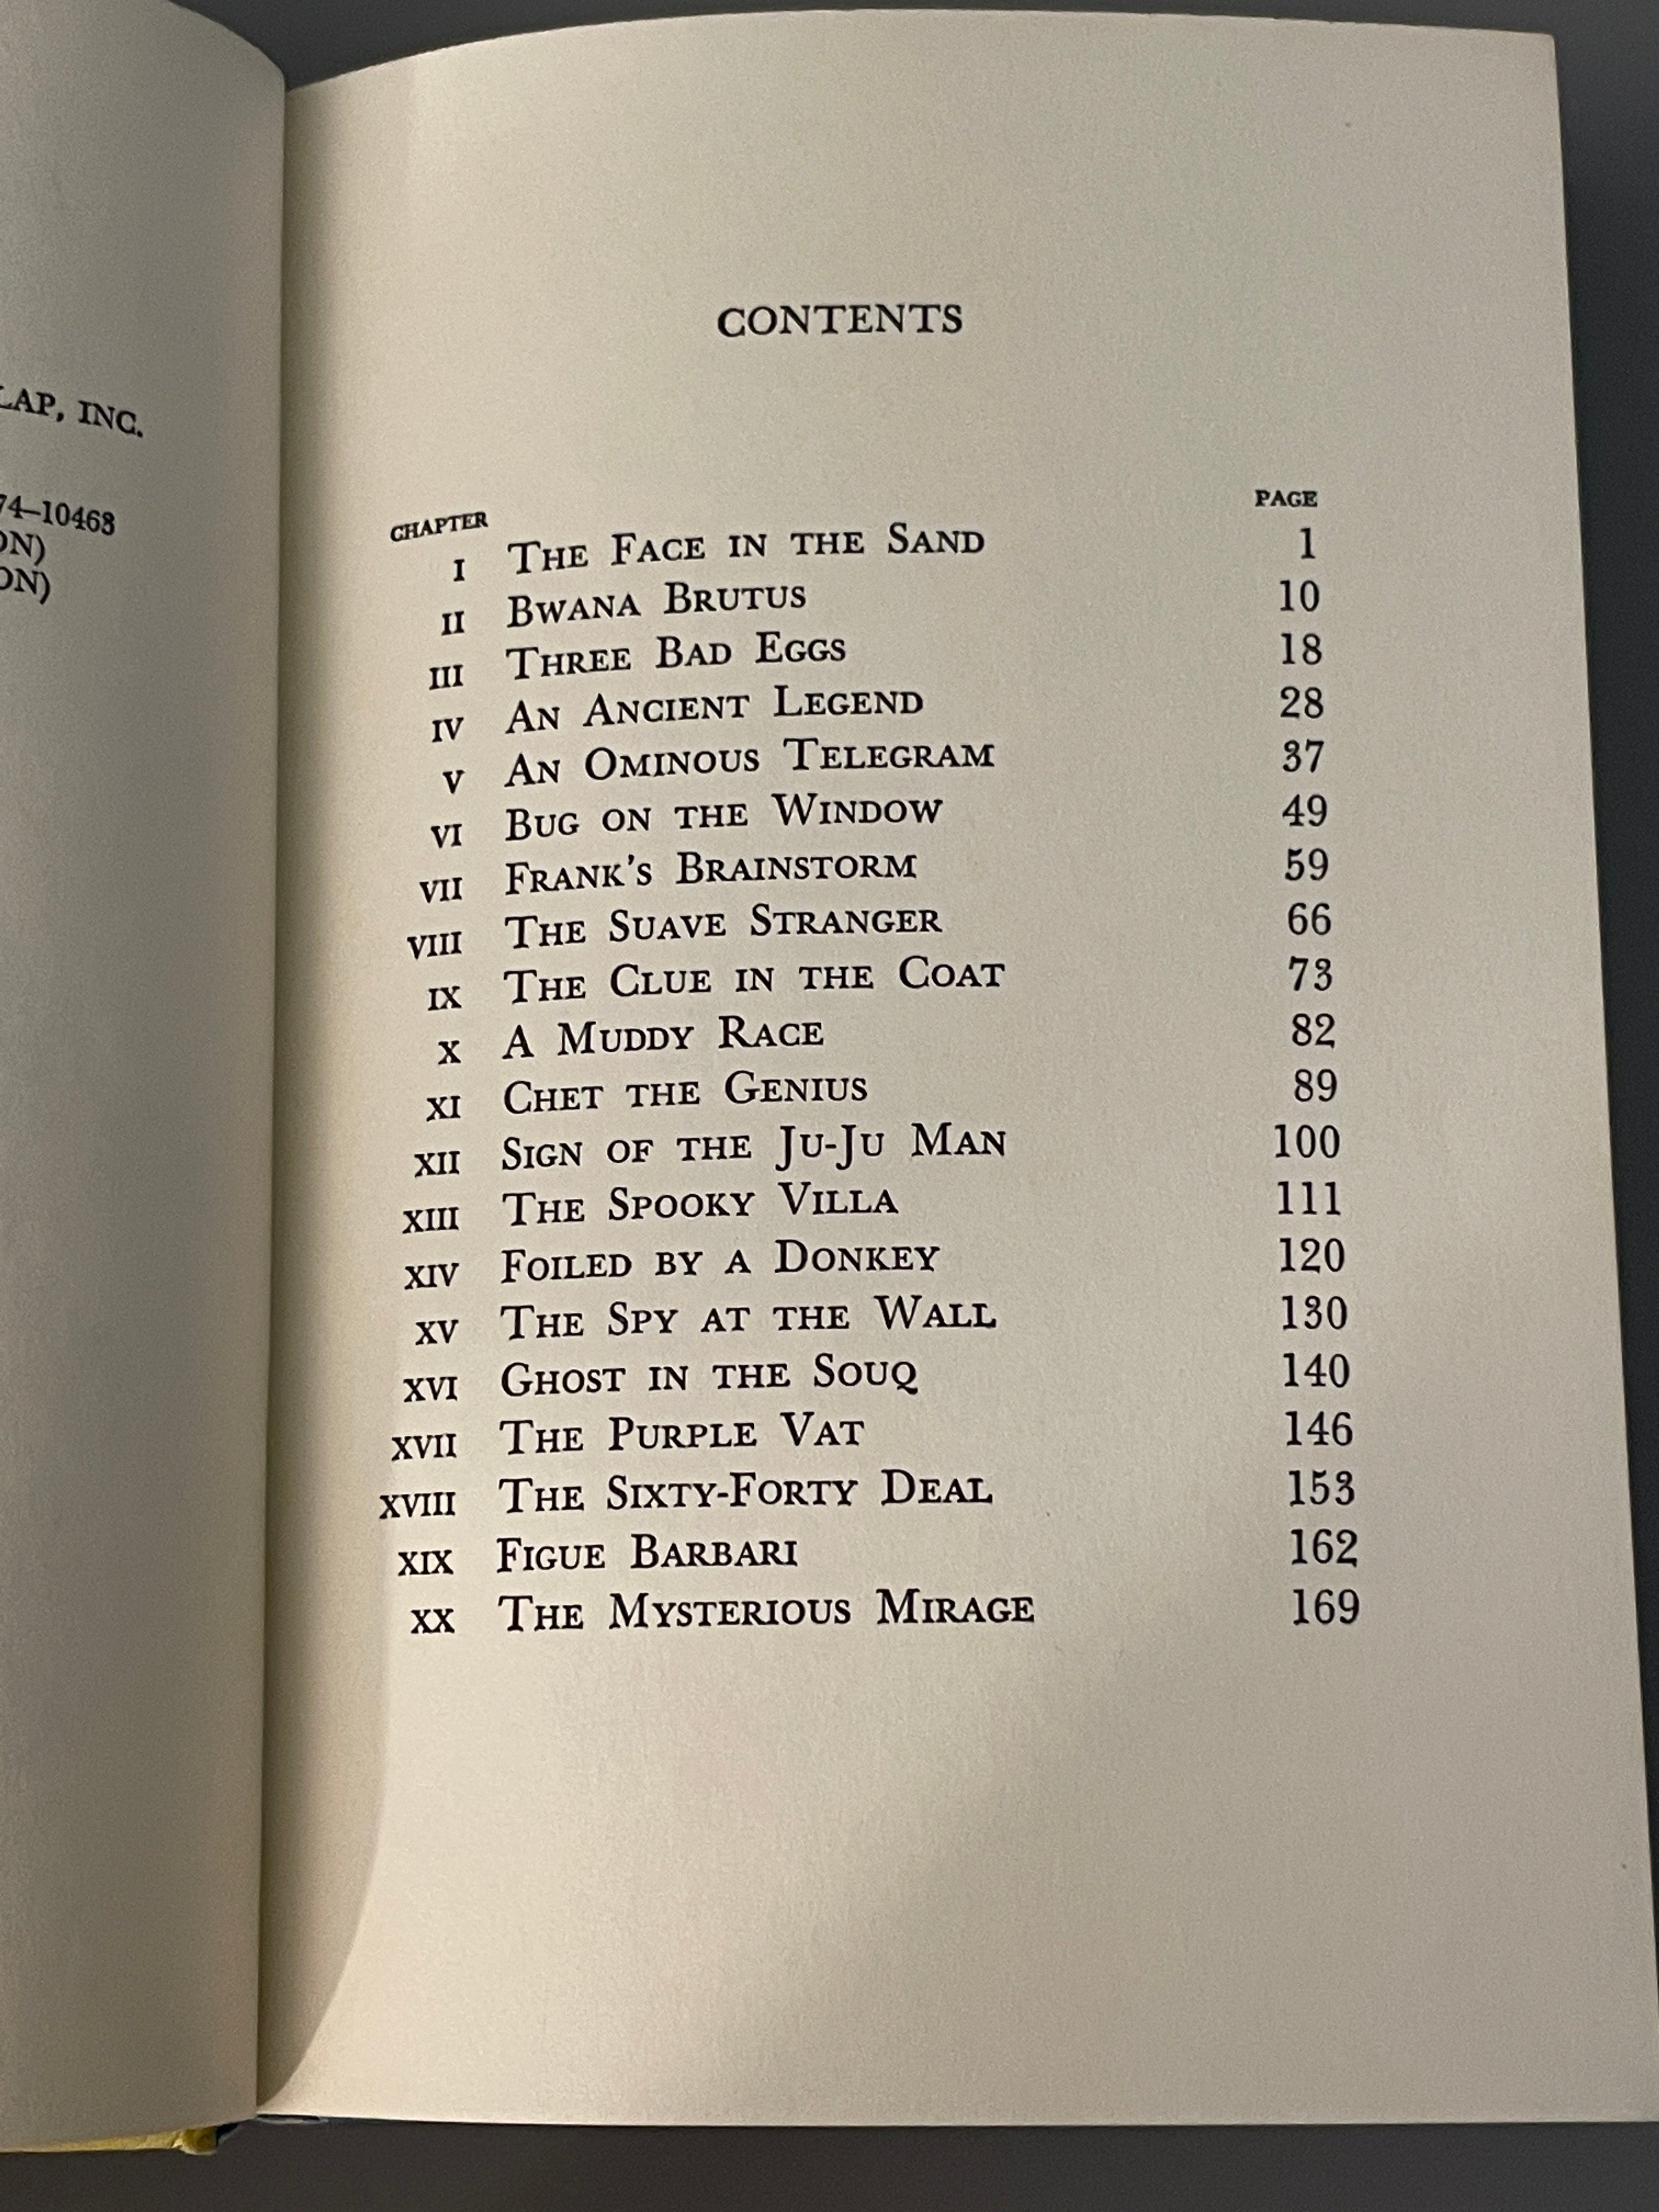 LAP, INC.
74–10463
ON)
ON)
CONTENTS
CHAPTER PAGE
I THE FACE IN THE SAND 1
II BWANA BRUTUS 10
III THREE BAD EGGS 18
IV AN ANCIENT LEGEND 28
V AN OMINOUS TELEGRAM 37
VI BUG ON THE WINDOW 49
VII FRANK'S BRAINSTORM 59
VIII THE SUAVE STRANGER 66
IX THE CLUE IN THE COAT 73
X A MUDDY RACE 82
XI CHET THE GENIUS 89
XII SIGN OF THE JU-JU MAN 100
XIII THE SPOOKY VILLA 111
XIV FOILED BY A DONKEY 120
XV THE SPY AT THE WALL 130
XVI GHOST IN THE SOUQ 140
XVII THE PURPLE VAT 146
XVIII THE SIXTY-FORTY DEAL 153
XIX FIGUE BARBARI 162
XX THE MYSTERIOUS MIRAGE 169